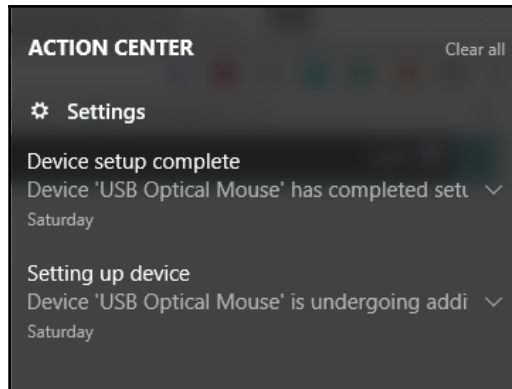 ACTION CENTER
Clear all
Settings
Device setup complete
Device 'USB Optical Mouse' has completed setu
Saturday
Setting up device
Device 'USB Optical Mouse' is undergoing addi
Saturday